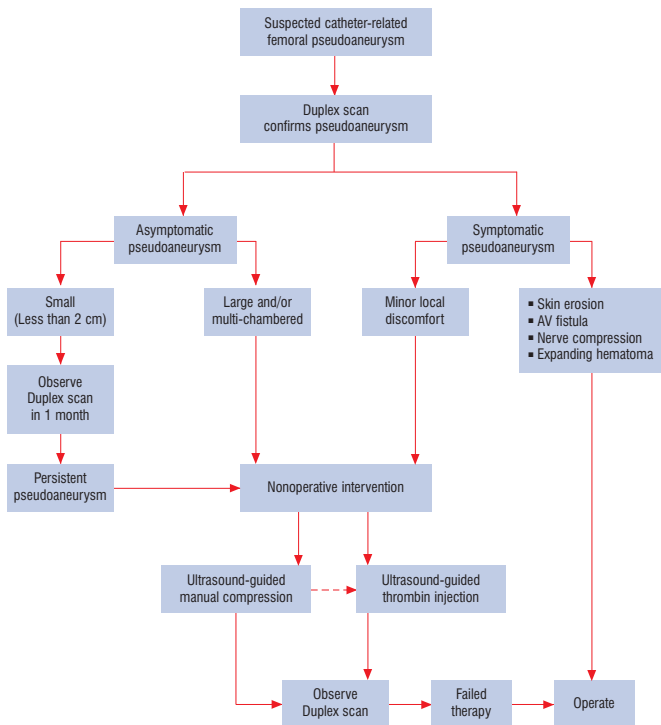 Suspected catheter-related
femoral pseudoaneurysm
Duplex scan
confirms pseudoaneurysm
Asymptomatic
pseudoaneurysm
Symptomatic
pseudoaneurysm
Small
(Less than 2 cm)
Large and/or
multi-chambered
Minor local
discomfort
▪ Skin erosion
▪ AV fistula
▪ Nerve compression
▪ Expanding hematoma
Observe
Duplex scan
in 1 month
Persistent
pseudoaneurysm
Nonoperative intervention
Ultrasound-guided
manual compression
Ultrasound-guided
thrombin injection
Observe
Duplex scan
Failed
therapy
Operate